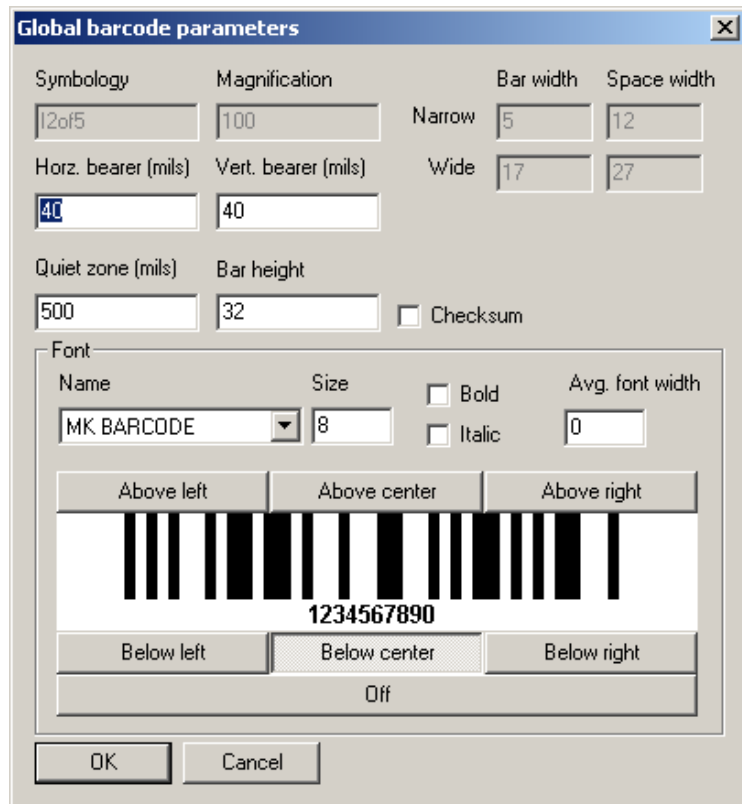 Global barcode parameters
Symbology Magnification Bar width Space width
I2of5 100 Narrow 5 12
Horz. bearer (mils) Vert. bearer (mils) Wide 17 27
40 40
Quiet zone (mils) Bar height
500 32 Checksum
Font
Name Size Bold Avg. font width
MK BARCODE 8 Italic 0
Above left Above center Above right
1234567890
Below left Below center Below right
Off
OK Cancel